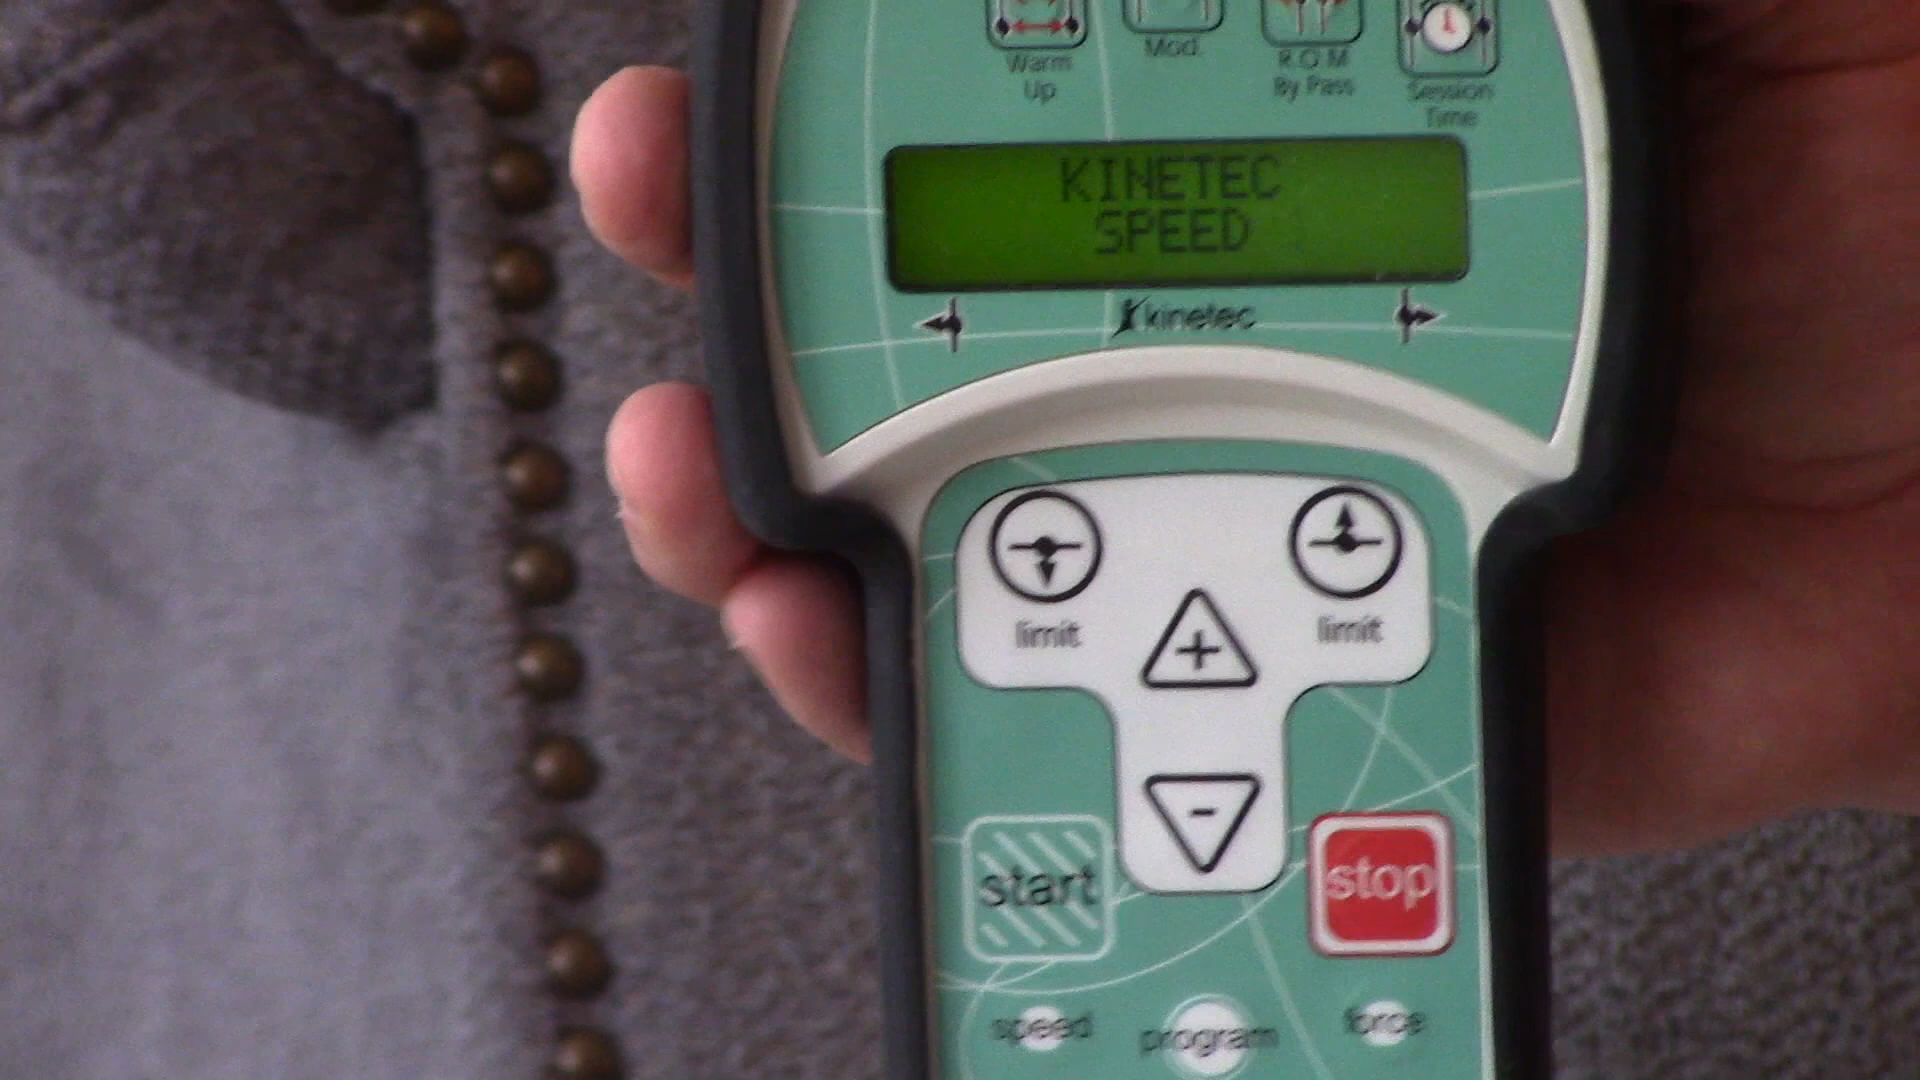 Warm
Up
Mod.
R.O.M
By Pass
Session
Time
KINETEC
SPEED
kinetec
limit
limit
+
-
start
stop
speed
program
force